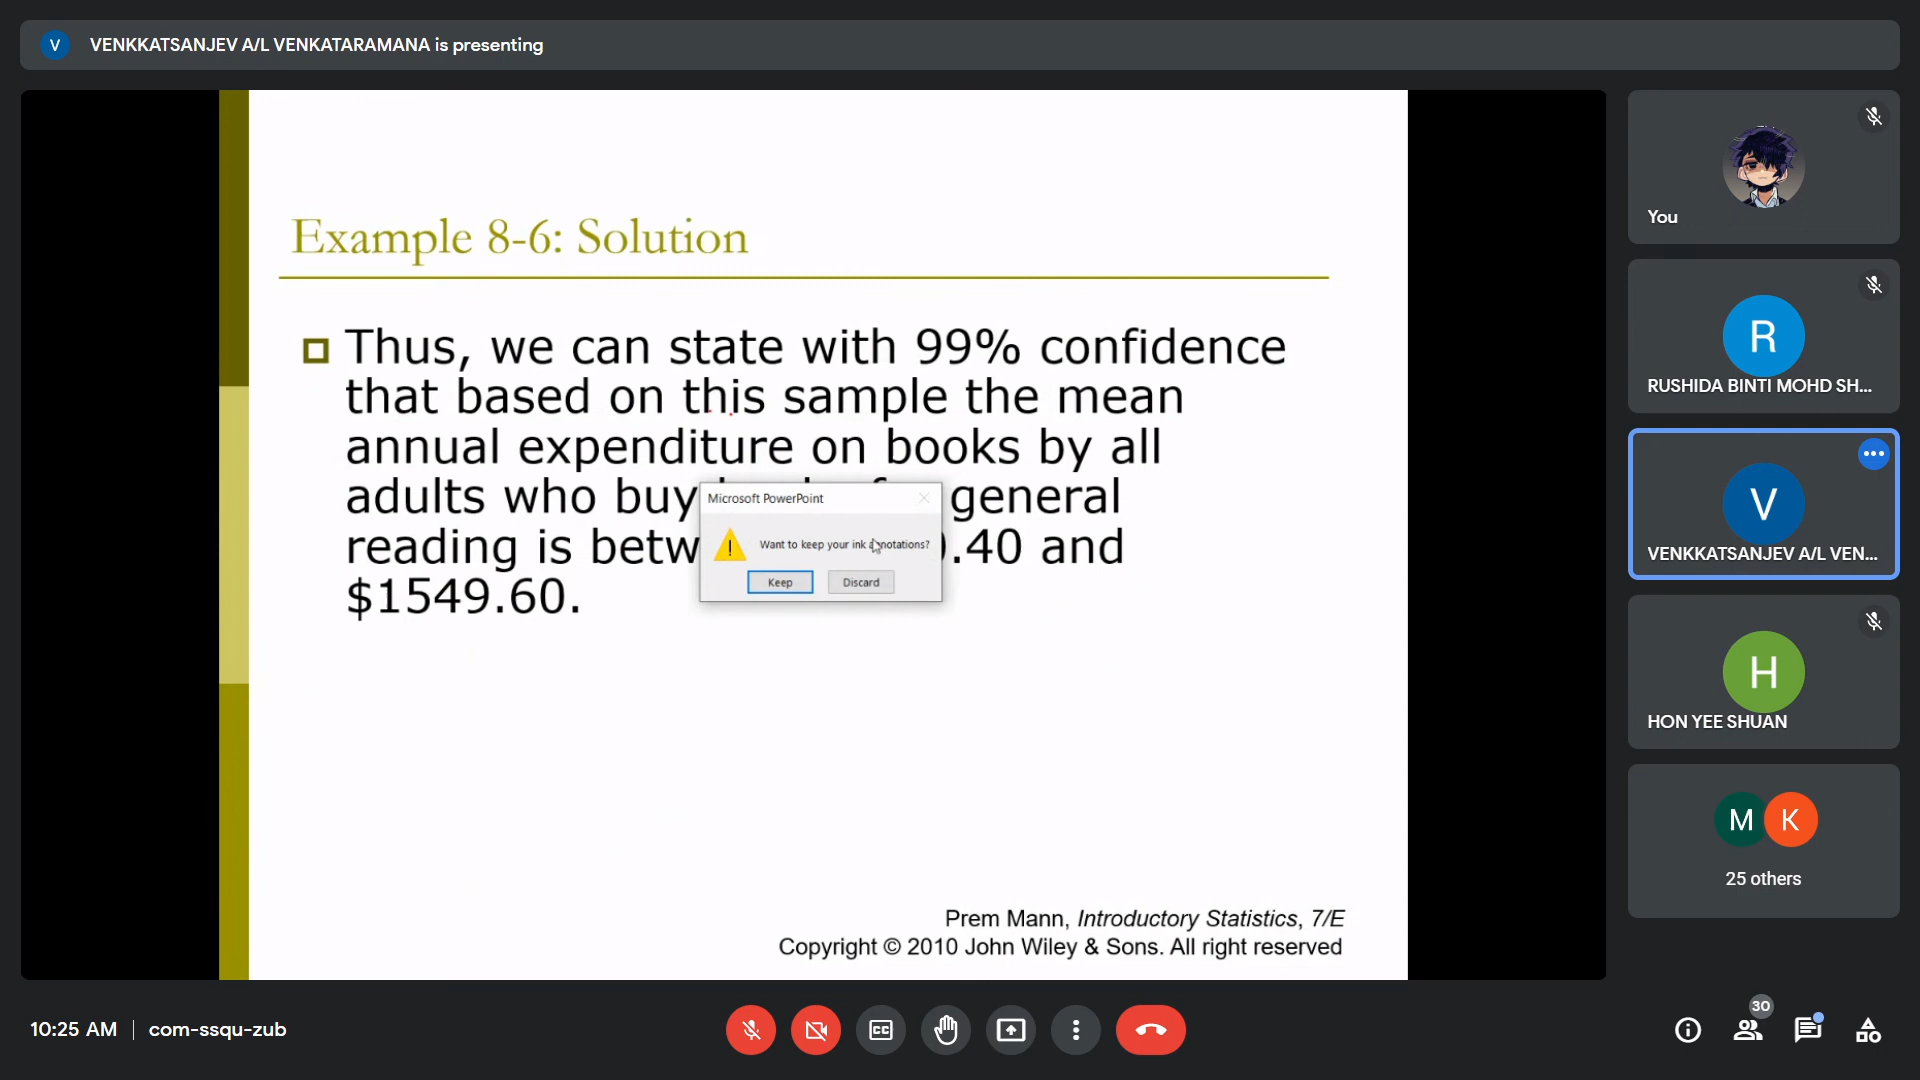 V VENKKATSANJEV A/L VENKATARAMANA is presenting
Example 8-6: Solution
Thus, we can state with 99% confidence
that based on this sample the mean
annual expenditure on books by all
adults who buy general
reading is betw .40 and
$1549.60.
Microsoft PowerPoint
Want to keep your ink annotations?
Keep Discard
Prem Mann, Introductory Statistics, 7/E
Copyright © 2010 John Wiley & Sons. All right reserved
You
R
RUSHIDA BINTI MOHD SH...
V
VENKKATSANJEV A/L VEN...
H
HON YEE SHUAN
M K
25 others
10:25 AM com-ssqu-zub
CC
30